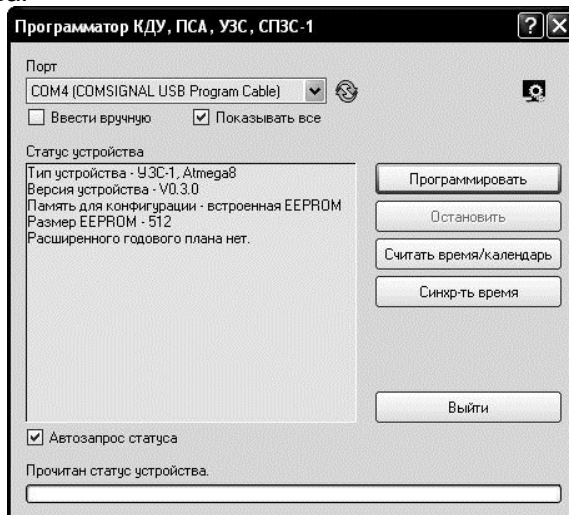 Программатор КДУ, ПСА, УЗС, СПЗС-1
Порт
COM4 (COMSIGNAL USB Program Cable)
Ввести вручную
Показывать все
Статус устройства
Тип устройства - УЗС-1, Atmega8
Версия устройства - V0.3.0
Память для конфигурации - встроенная EEPROM
Размер EEPROM - 512
Расширенного годового плана нет.
Программировать
Остановить
Считать время/календарь
Синхр-ть время
Выйти
Автозапрос статуса
Прочитан статус устройства.